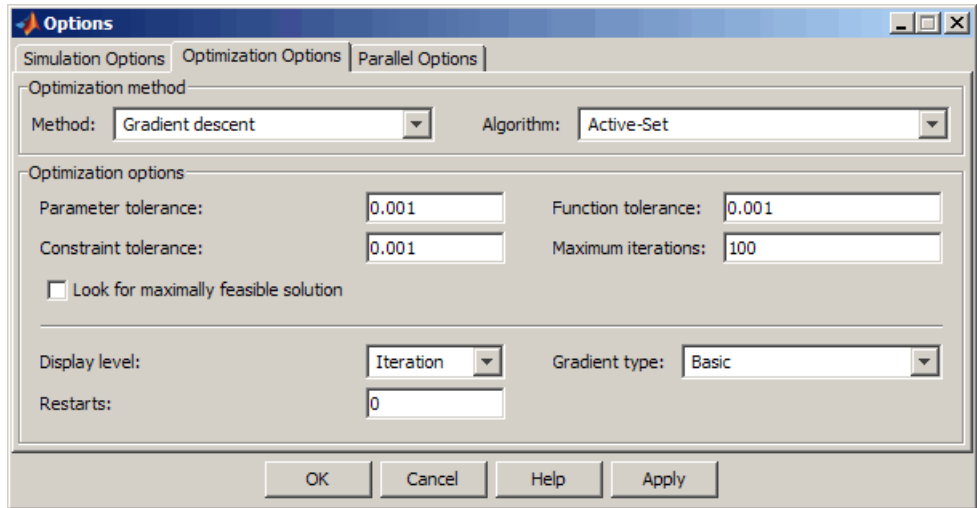 Options
Simulation Options Optimization Options Parallel Options
Optimization method
Method: Gradient descent Algorithm: Active-Set
Optimization options
Parameter tolerance: 0.001 Function tolerance: 0.001
Constraint tolerance: 0.001 Maximum iterations: 100
Look for maximally feasible solution
Display level: Iteration Gradient type: Basic
Restarts: 0
OK Cancel Help Apply